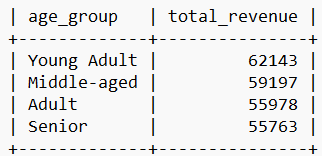 | age_group | total_revenue |
+-------------+---------------+
| Young Adult | 62143 |
| Middle-aged | 59197 |
| Adult | 55978 |
| Senior | 55763 |
+-------------+---------------+